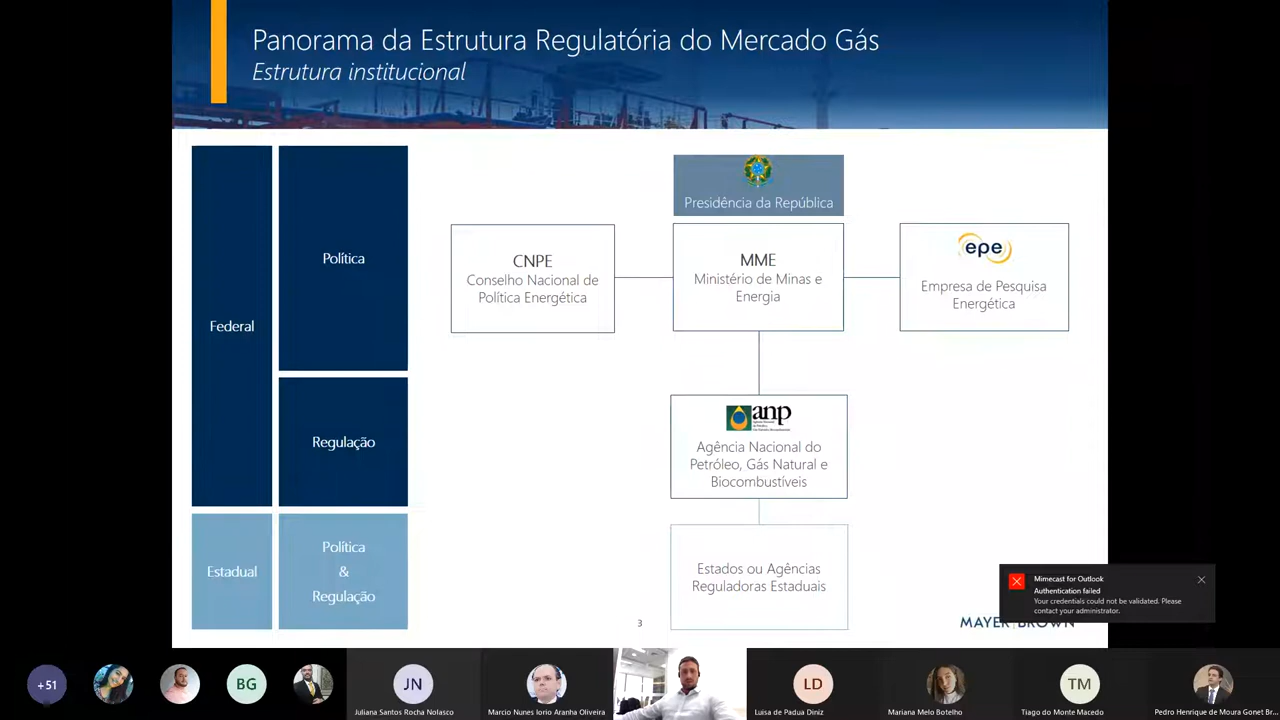 Panorama da Estrutura Regulatória do Mercado Gás
Estrutura institucional
Federal
Política
Regulação
Estadual
Política
&
Regulação
Presidência da República
CNPE
Conselho Nacional de
Política Energética
MME
Ministério de Minas e
Energia
epe
Empresa de Pesquisa
Energética
anp
Agência Nacional do
Petróleo, Gás Natural e
Biocombustíveis
Estados ou Agências
Reguladoras Estaduais
3
Mimecast for Outlook
Authentication failed
Your credentials could not be validated. Please
contact your administrator.
MAYER BROWN
+51
BG
JN
LD
TM
Juliana Santos Rocha Nolasco
Marcio Nunes Iorio Aranha Oliveira
Luisa de Padua Diniz
Mariana Melo Botelho
Tiago do Monte Macedo
Pedro Henrique de Moura Gonet Br...